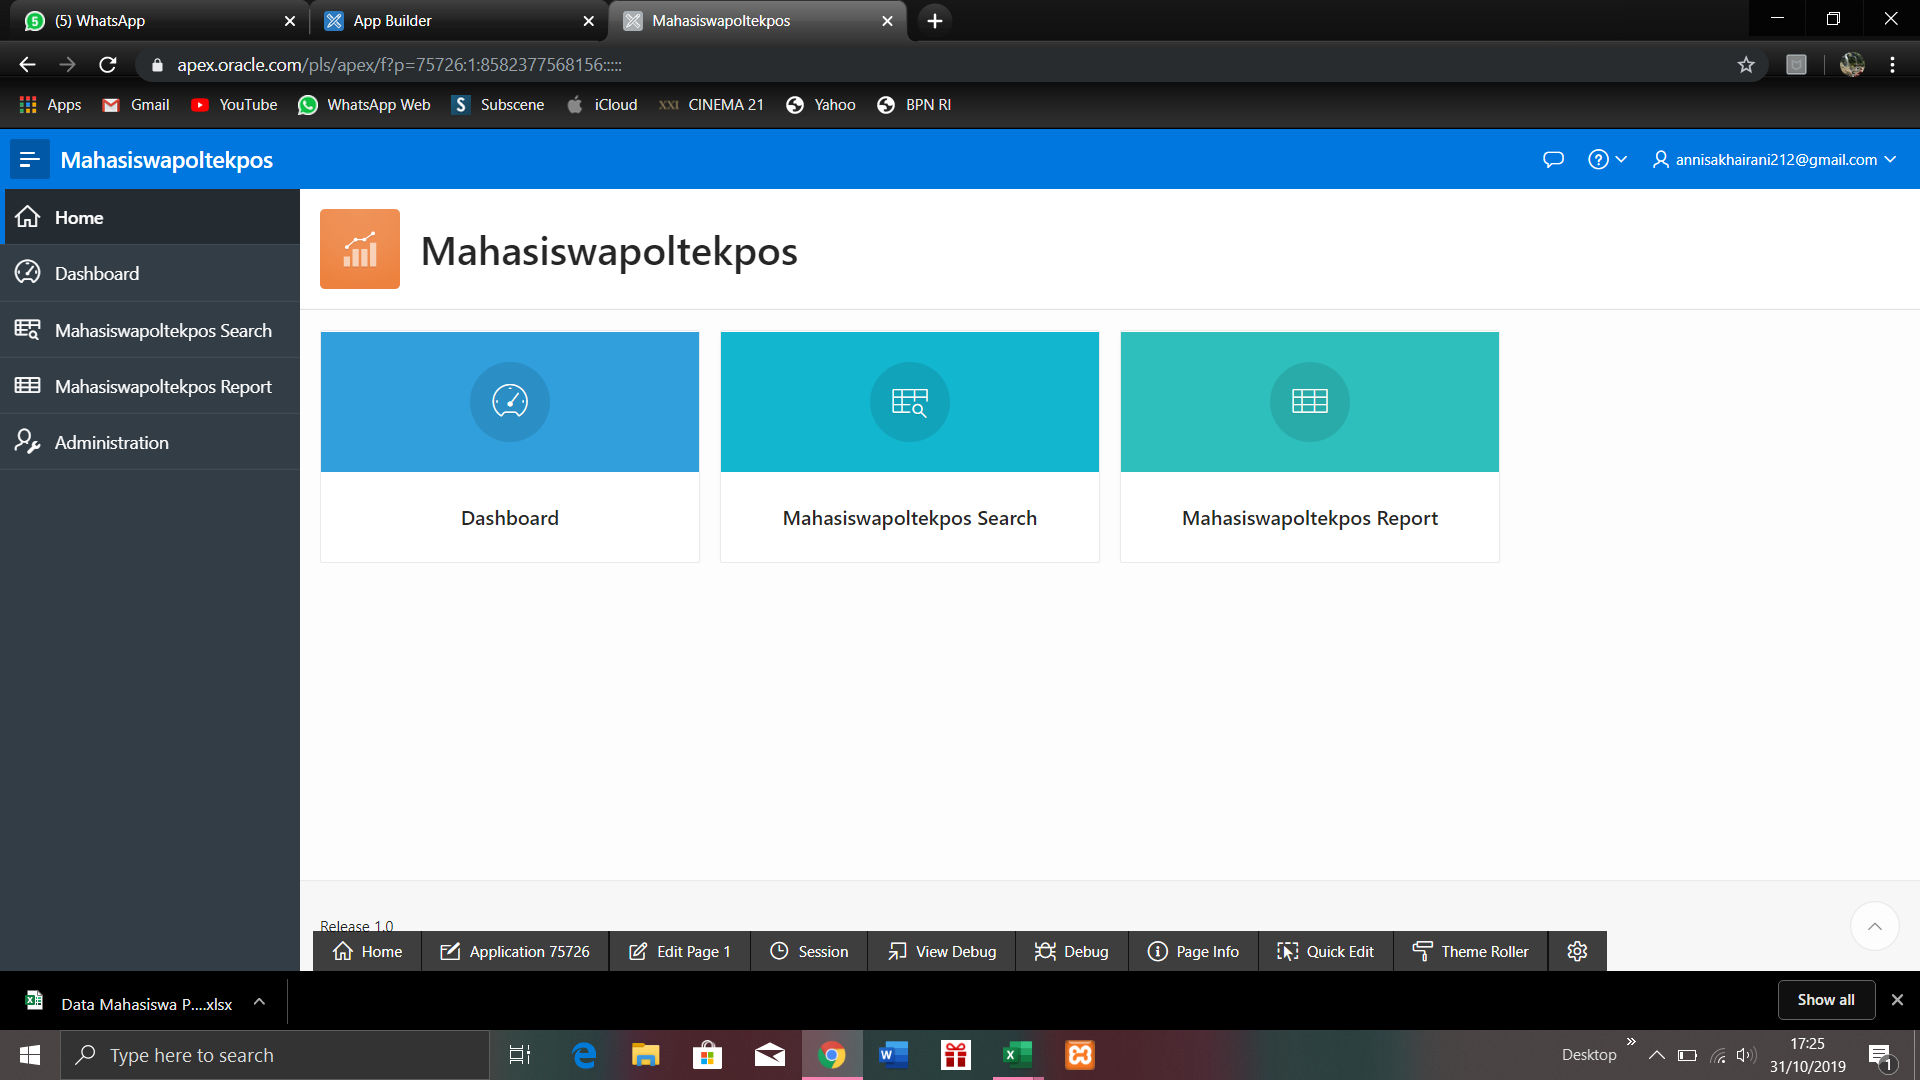 (5) WhatsApp
App Builder
Mahasiswapoltekpos
apex.oracle.com/pls/apex/f?p=75726:1:8582377568156:::::
Apps
Gmail
YouTube
WhatsApp Web
Subscene
iCloud
XXI CINEMA 21
Yahoo
BPN RI
Mahasiswapoltekpos
annisakhairani212@gmail.com
Home
Dashboard
Mahasiswapoltekpos Search
Mahasiswapoltekpos Report
Administration
Mahasiswapoltekpos
Dashboard
Mahasiswapoltekpos Search
Mahasiswapoltekpos Report
Release 1.0
Home
Application 75726
Edit Page 1
Session
View Debug
Debug
Page Info
Quick Edit
Theme Roller
Data Mahasiswa P....xlsx
Show all
Type here to search
Desktop
17:25
31/10/2019
1